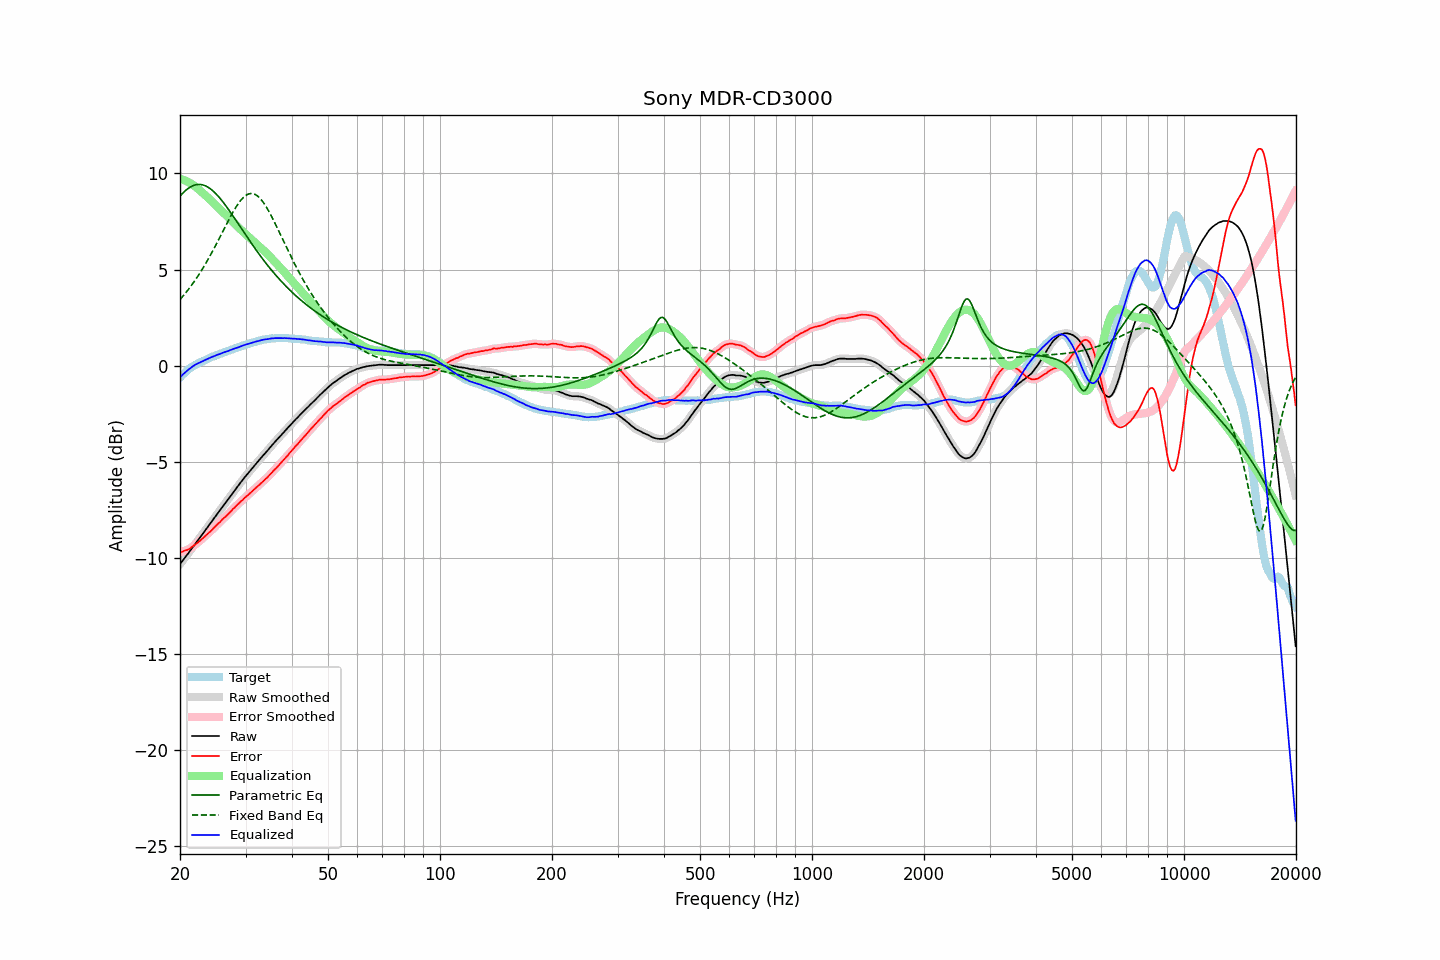 Sony MDR-CD3000
Amplitude (dBr)
10
5
0
−5
−10
−15
−20
−25
Target
Raw Smoothed
Error Smoothed
Raw
Error
Equalization
Parametric Eq
Fixed Band Eq
Equalized
20 50 100 200 500 1000 2000 5000 10000 20000
Frequency (Hz)